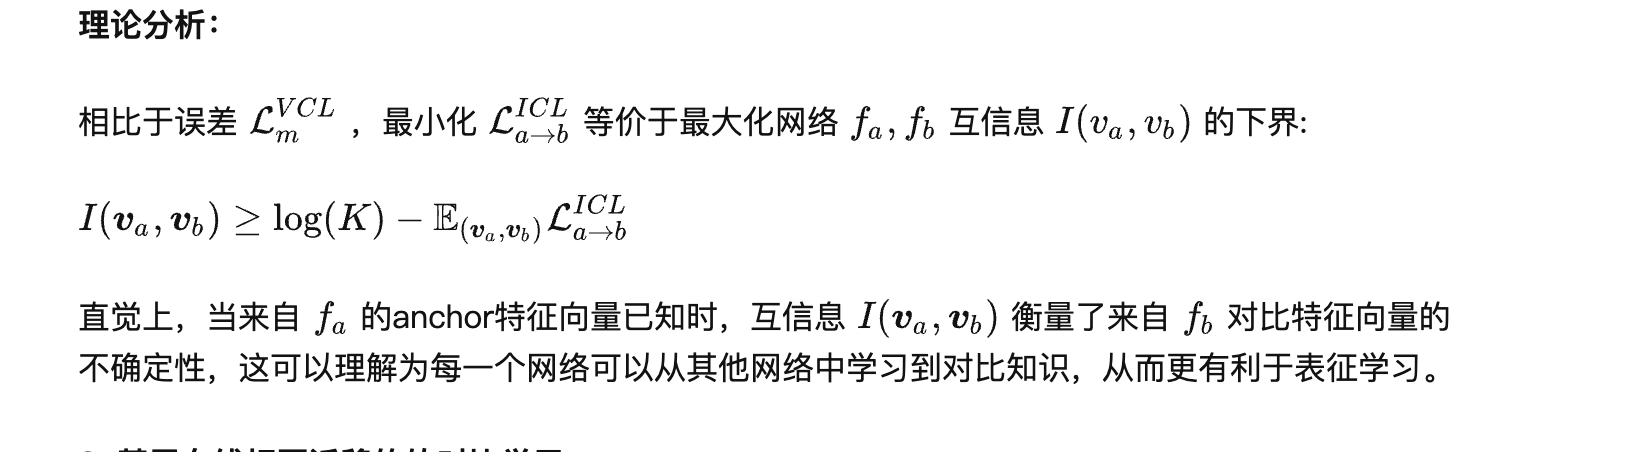 理论分析：
相比于误差 $\mathcal{L}_m^{VCL}$ ，最小化 $\mathcal{L}_{a\to b}^{ICL}$ 等价于最大化网络 $f_a, f_b$ 互信息 $I(v_a, v_b)$ 的下界:
$I(\boldsymbol{v}_a, \boldsymbol{v}_b) \geq \log(K) - \mathbb{E}_{(\boldsymbol{v}_a, \boldsymbol{v}_b)} \mathcal{L}_{a\to b}^{ICL}$
直觉上，当来自 $f_a$ 的anchor特征向量已知时，互信息 $I(\boldsymbol{v}_a, \boldsymbol{v}_b)$ 衡量了来自 $f_b$ 对比特征向量的
不确定性，这可以理解为每一个网络可以从其他网络中学习到对比知识，从而更有利于表征学习。